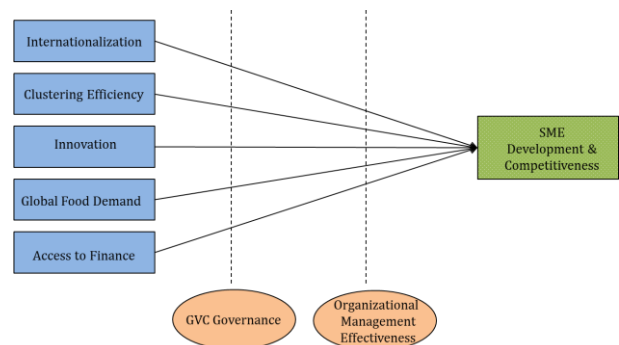 Internationalization
Clustering Efficiency
Innovation
Global Food Demand
Access to Finance
SME
Development &
Competitiveness
GVC Governance
Organizational
Management
Effectiveness